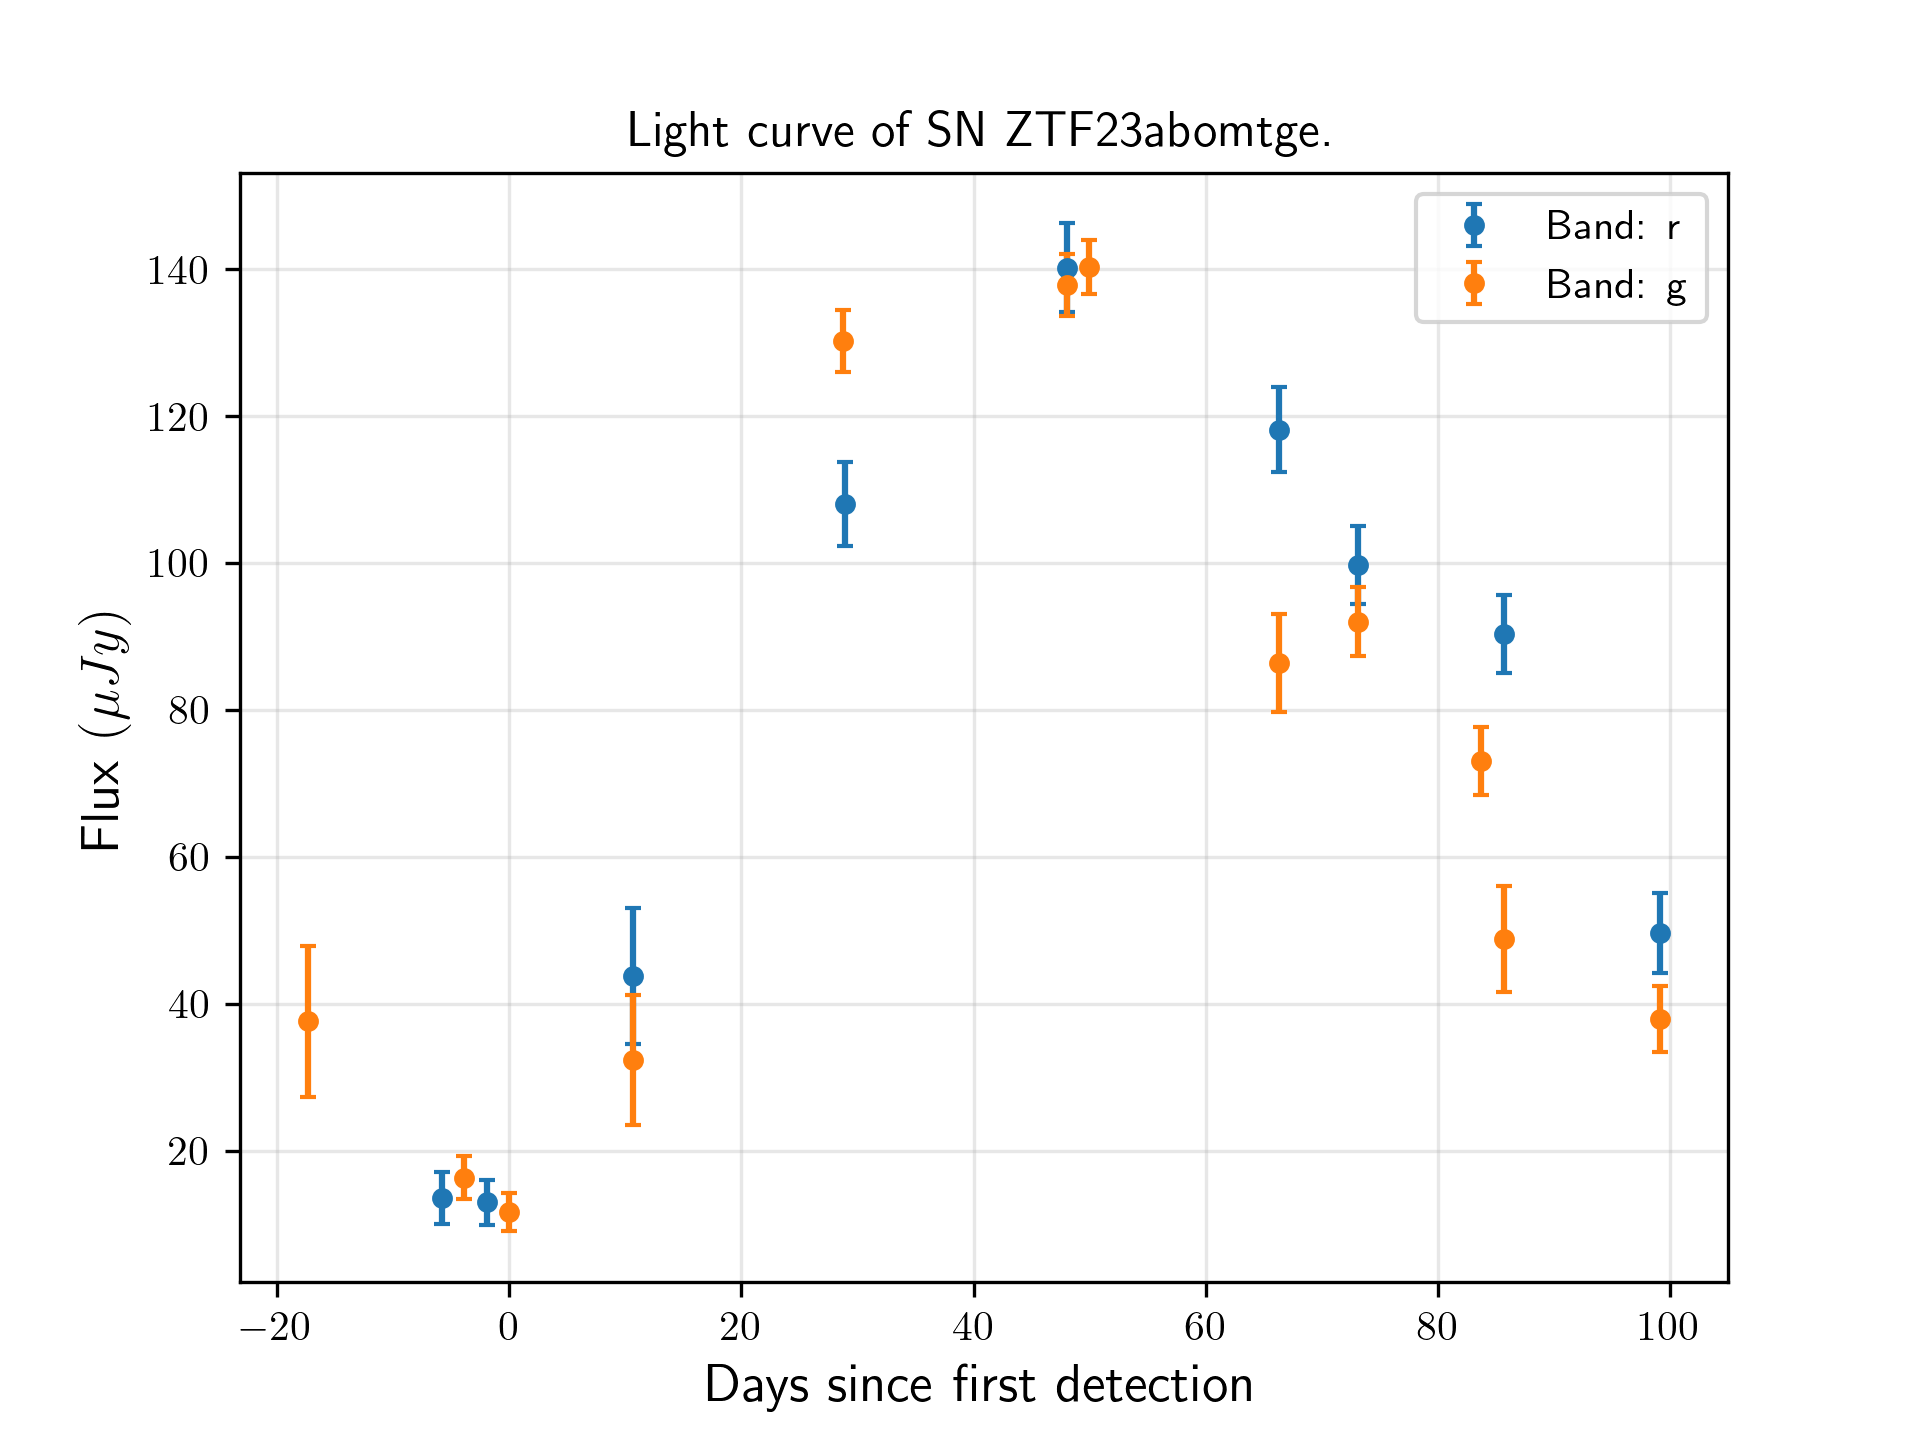 Light curve of SN ZTF23abomtge.
Band: r
Band: g
140
120
100
80
60
40
20
Flux (μJy)
−20 0 20 40 60 80 100
Days since first detection